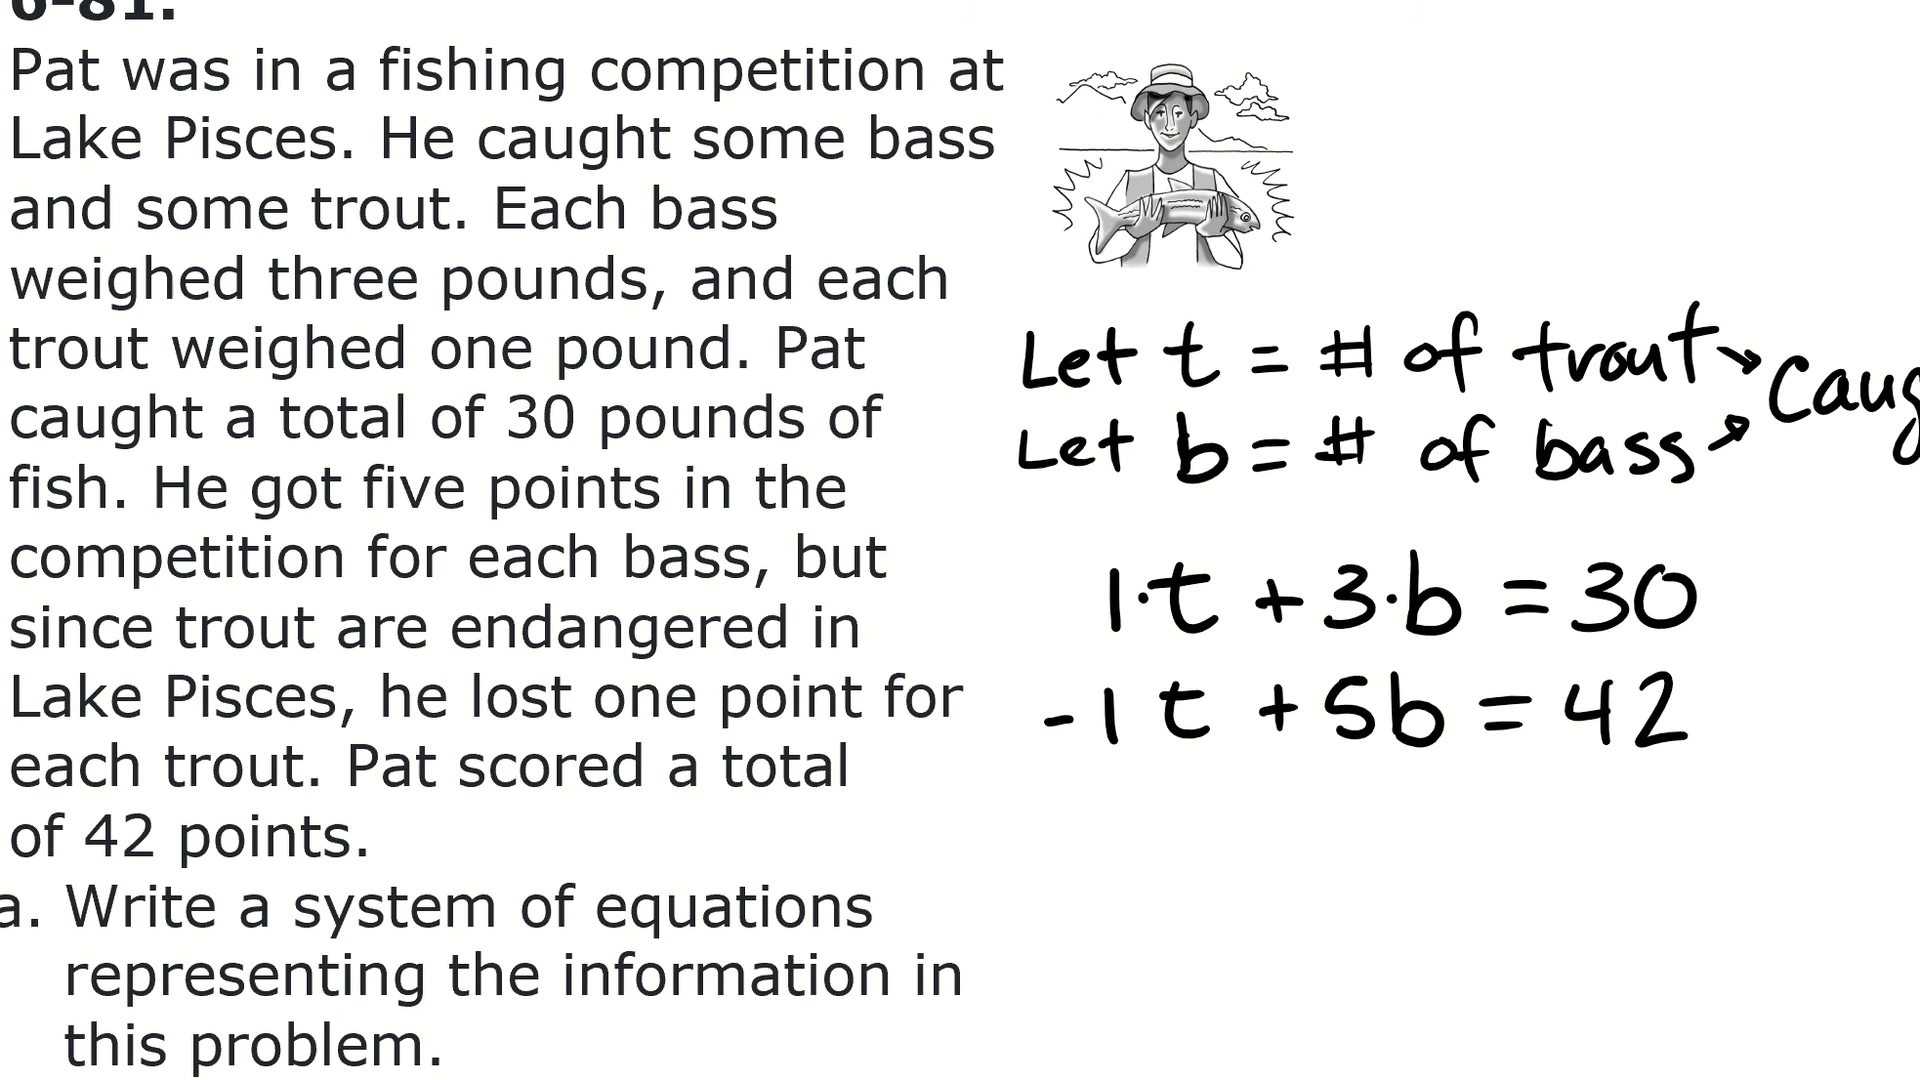 6-81.
Pat was in a fishing competition at
Lake Pisces. He caught some bass
and some trout. Each bass
weighed three pounds, and each
trout weighed one pound. Pat
caught a total of 30 pounds of
fish. He got five points in the
competition for each bass, but
since trout are endangered in
Lake Pisces, he lost one point for
each trout. Pat scored a total
of 42 points.
a. Write a system of equations
representing the information in
this problem.
Let t = # of trout
Let b = # of bass
1·t + 3·b = 30
-1t + 5b = 42